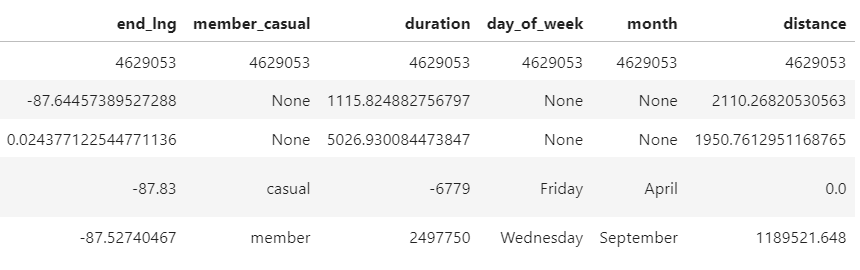 end_lng member_casual duration day_of_week month distance
4629053 4629053 4629053 4629053 4629053 4629053
-87.64457389527288 None 1115.824882756797 None None 2110.26820530563
0.024377122544771136 None 5026.930084473847 None None 1950.7612951168765
-87.83 casual -6779 Friday April 0.0
-87.52740467 member 2497750 Wednesday September 1189521.648